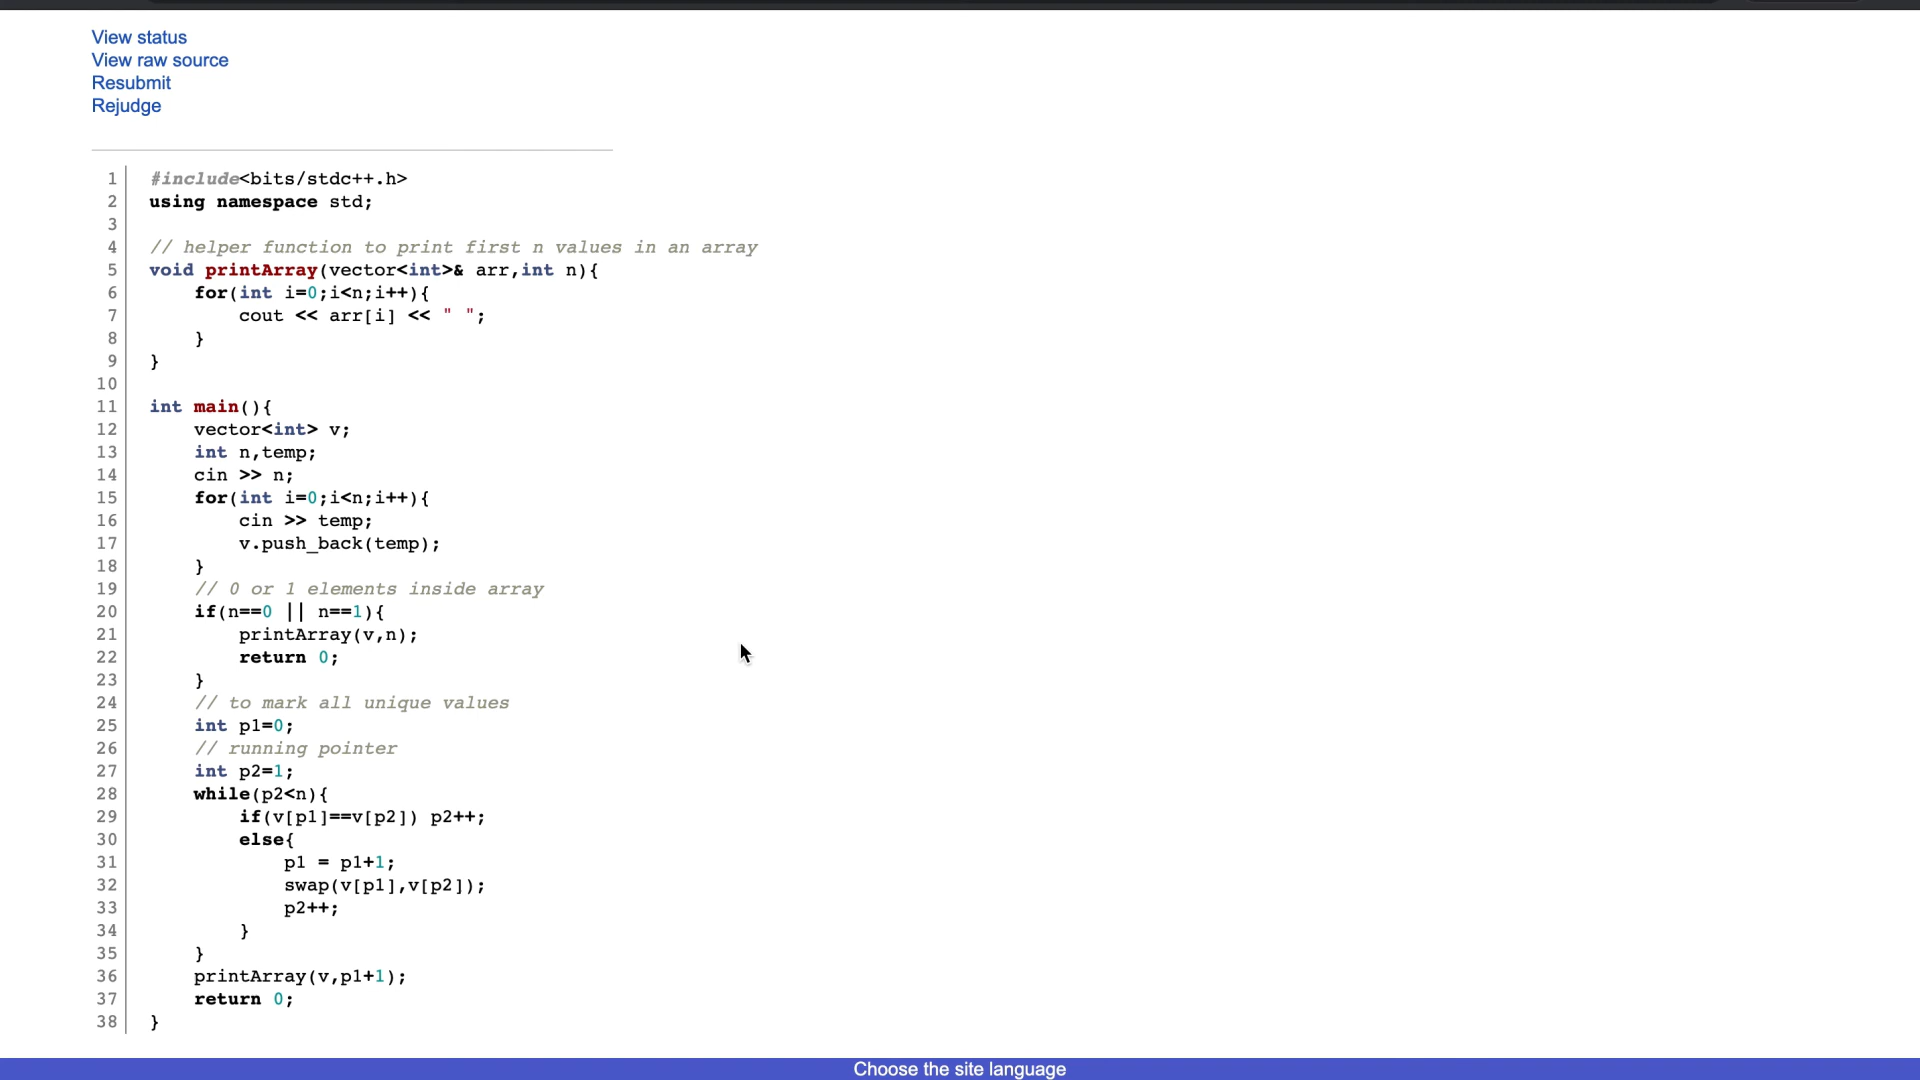 View status
View raw source
Resubmit
Rejudge
1 #include<bits/stdc++.h>
2 using namespace std;
3
4 // helper function to print first n values in an array
5 void printArray(vector<int>& arr,int n){
6     for(int i=0;i<n;i++){
7         cout << arr[i] << " ";
8     }
9 }
10
11 int main(){
12     vector<int> v;
13     int n,temp;
14     cin >> n;
15     for(int i=0;i<n;i++){
16         cin >> temp;
17         v.push_back(temp);
18     }
19     // 0 or 1 elements inside array
20     if(n==0 || n==1){
21         printArray(v,n);
22         return 0;
23     }
24     // to mark all unique values
25     int p1=0;
26     // running pointer
27     int p2=1;
28     while(p2<n){
29         if(v[p1]==v[p2]) p2++;
30         else{
31             p1 = p1+1;
32             swap(v[p1],v[p2]);
33             p2++;
34         }
35     }
36     printArray(v,p1+1);
37     return 0;
38 }
Choose the site language